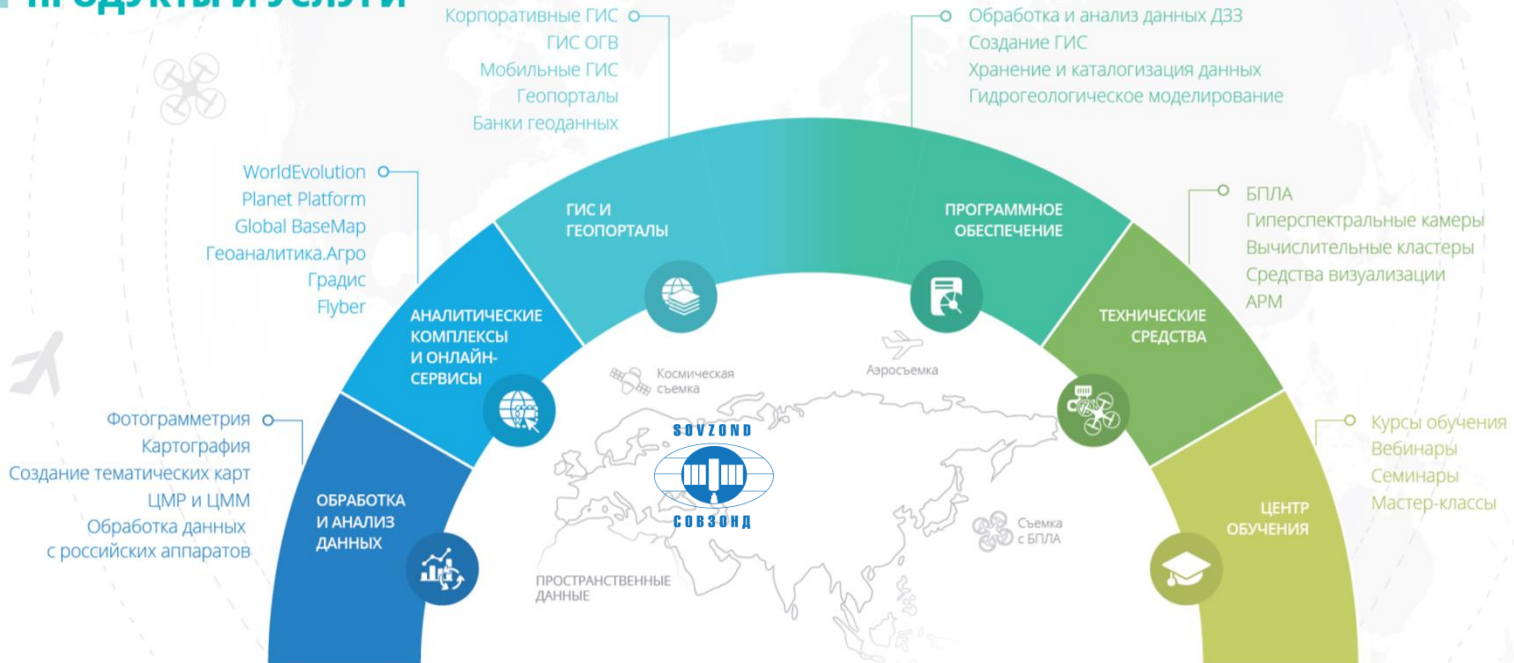 ПРОДУКТЫ И УСЛУГИ
Корпоративные ГИС
ГИС ОГВ
Мобильные ГИС
Геопорталы
Банки геоданных
Обработка и анализ данных ДЗЗ
Создание ГИС
Хранение и каталогизация данных
Гидрогеологическое моделирование
WorldEvolution
Planet Platform
Global BaseMap
Геоаналитика.Агро
Градис
Flyber
БПЛА
Гиперспектральные камеры
Вычислительные кластеры
Средства визуализации
АРМ
ГИС И
ГЕОПОРТАЛЫ
ПРОГРАММНОЕ
ОБЕСПЕЧЕНИЕ
АНАЛИТИЧЕСКИЕ
КОМПЛЕКСЫ
И ОНЛАЙН-
СЕРВИСЫ
ТЕХНИЧЕСКИЕ
СРЕДСТВА
Космическая
съемка
Аэросъемка
Фотограмметрия
Картография
Создание тематических карт
ЦМР и ЦММ
Обработка данных
с российских аппаратов
Курсы обучения
Вебинары
Семинары
Мастер-классы
SOVZOND
СОВЗОНД
ОБРАБОТКА
И АНАЛИЗ
ДАННЫХ
ЦЕНТР
ОБУЧЕНИЯ
Съемка
с БПЛА
ПРОСТРАНСТВЕННЫЕ
ДАННЫЕ